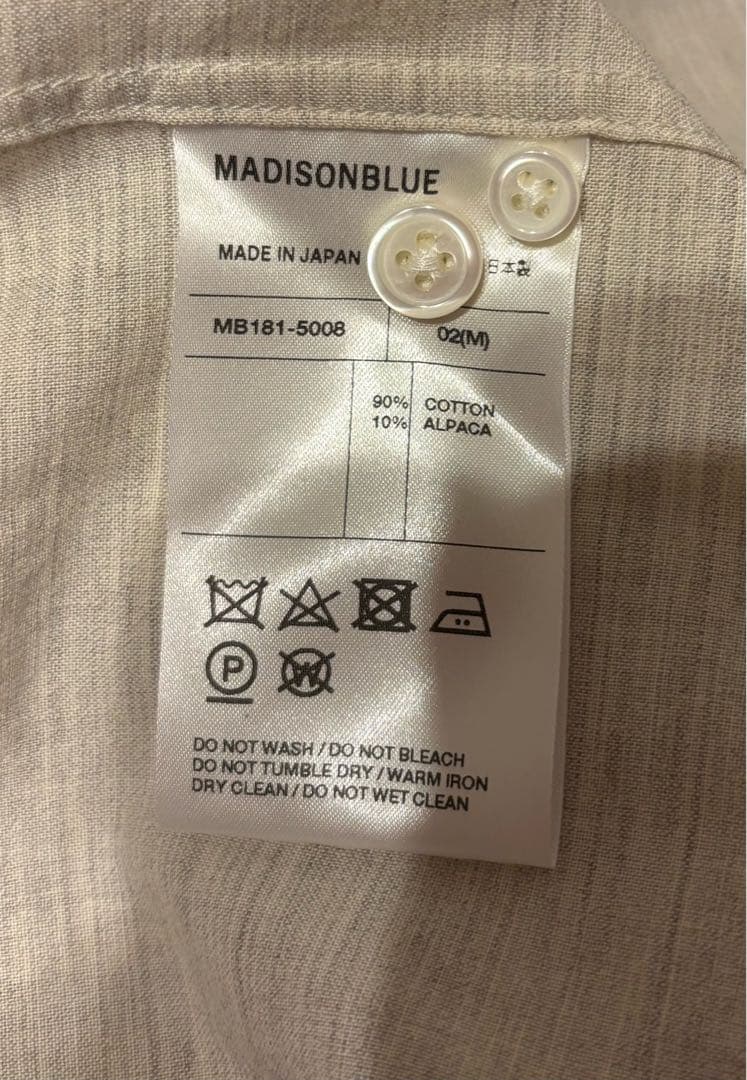 MADISONBLUE
MADE IN JAPAN 日本製
MB181-5008 02(M)
90% COTTON
10% ALPACA
P W
DO NOT WASH / DO NOT BLEACH
DO NOT TUMBLE DRY / WARM IRON
DRY CLEAN / DO NOT WET CLEAN